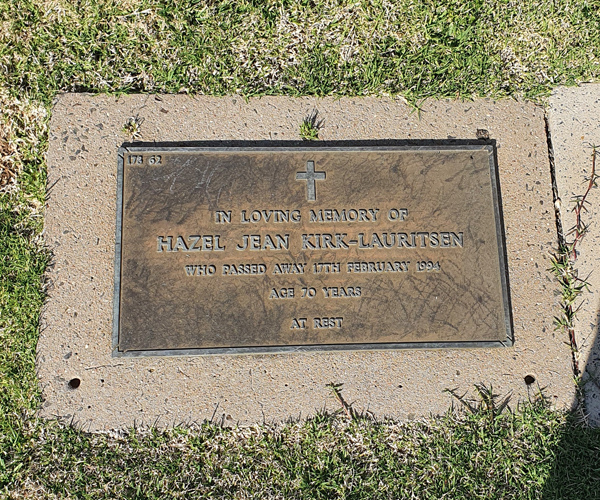 173 62
IN LOVING MEMORY OF
HAZEL JEAN KIRK-LAURITSEN
WHO PASSED AWAY 17TH FEBRUARY 1994
AGE 70 YEARS
AT REST